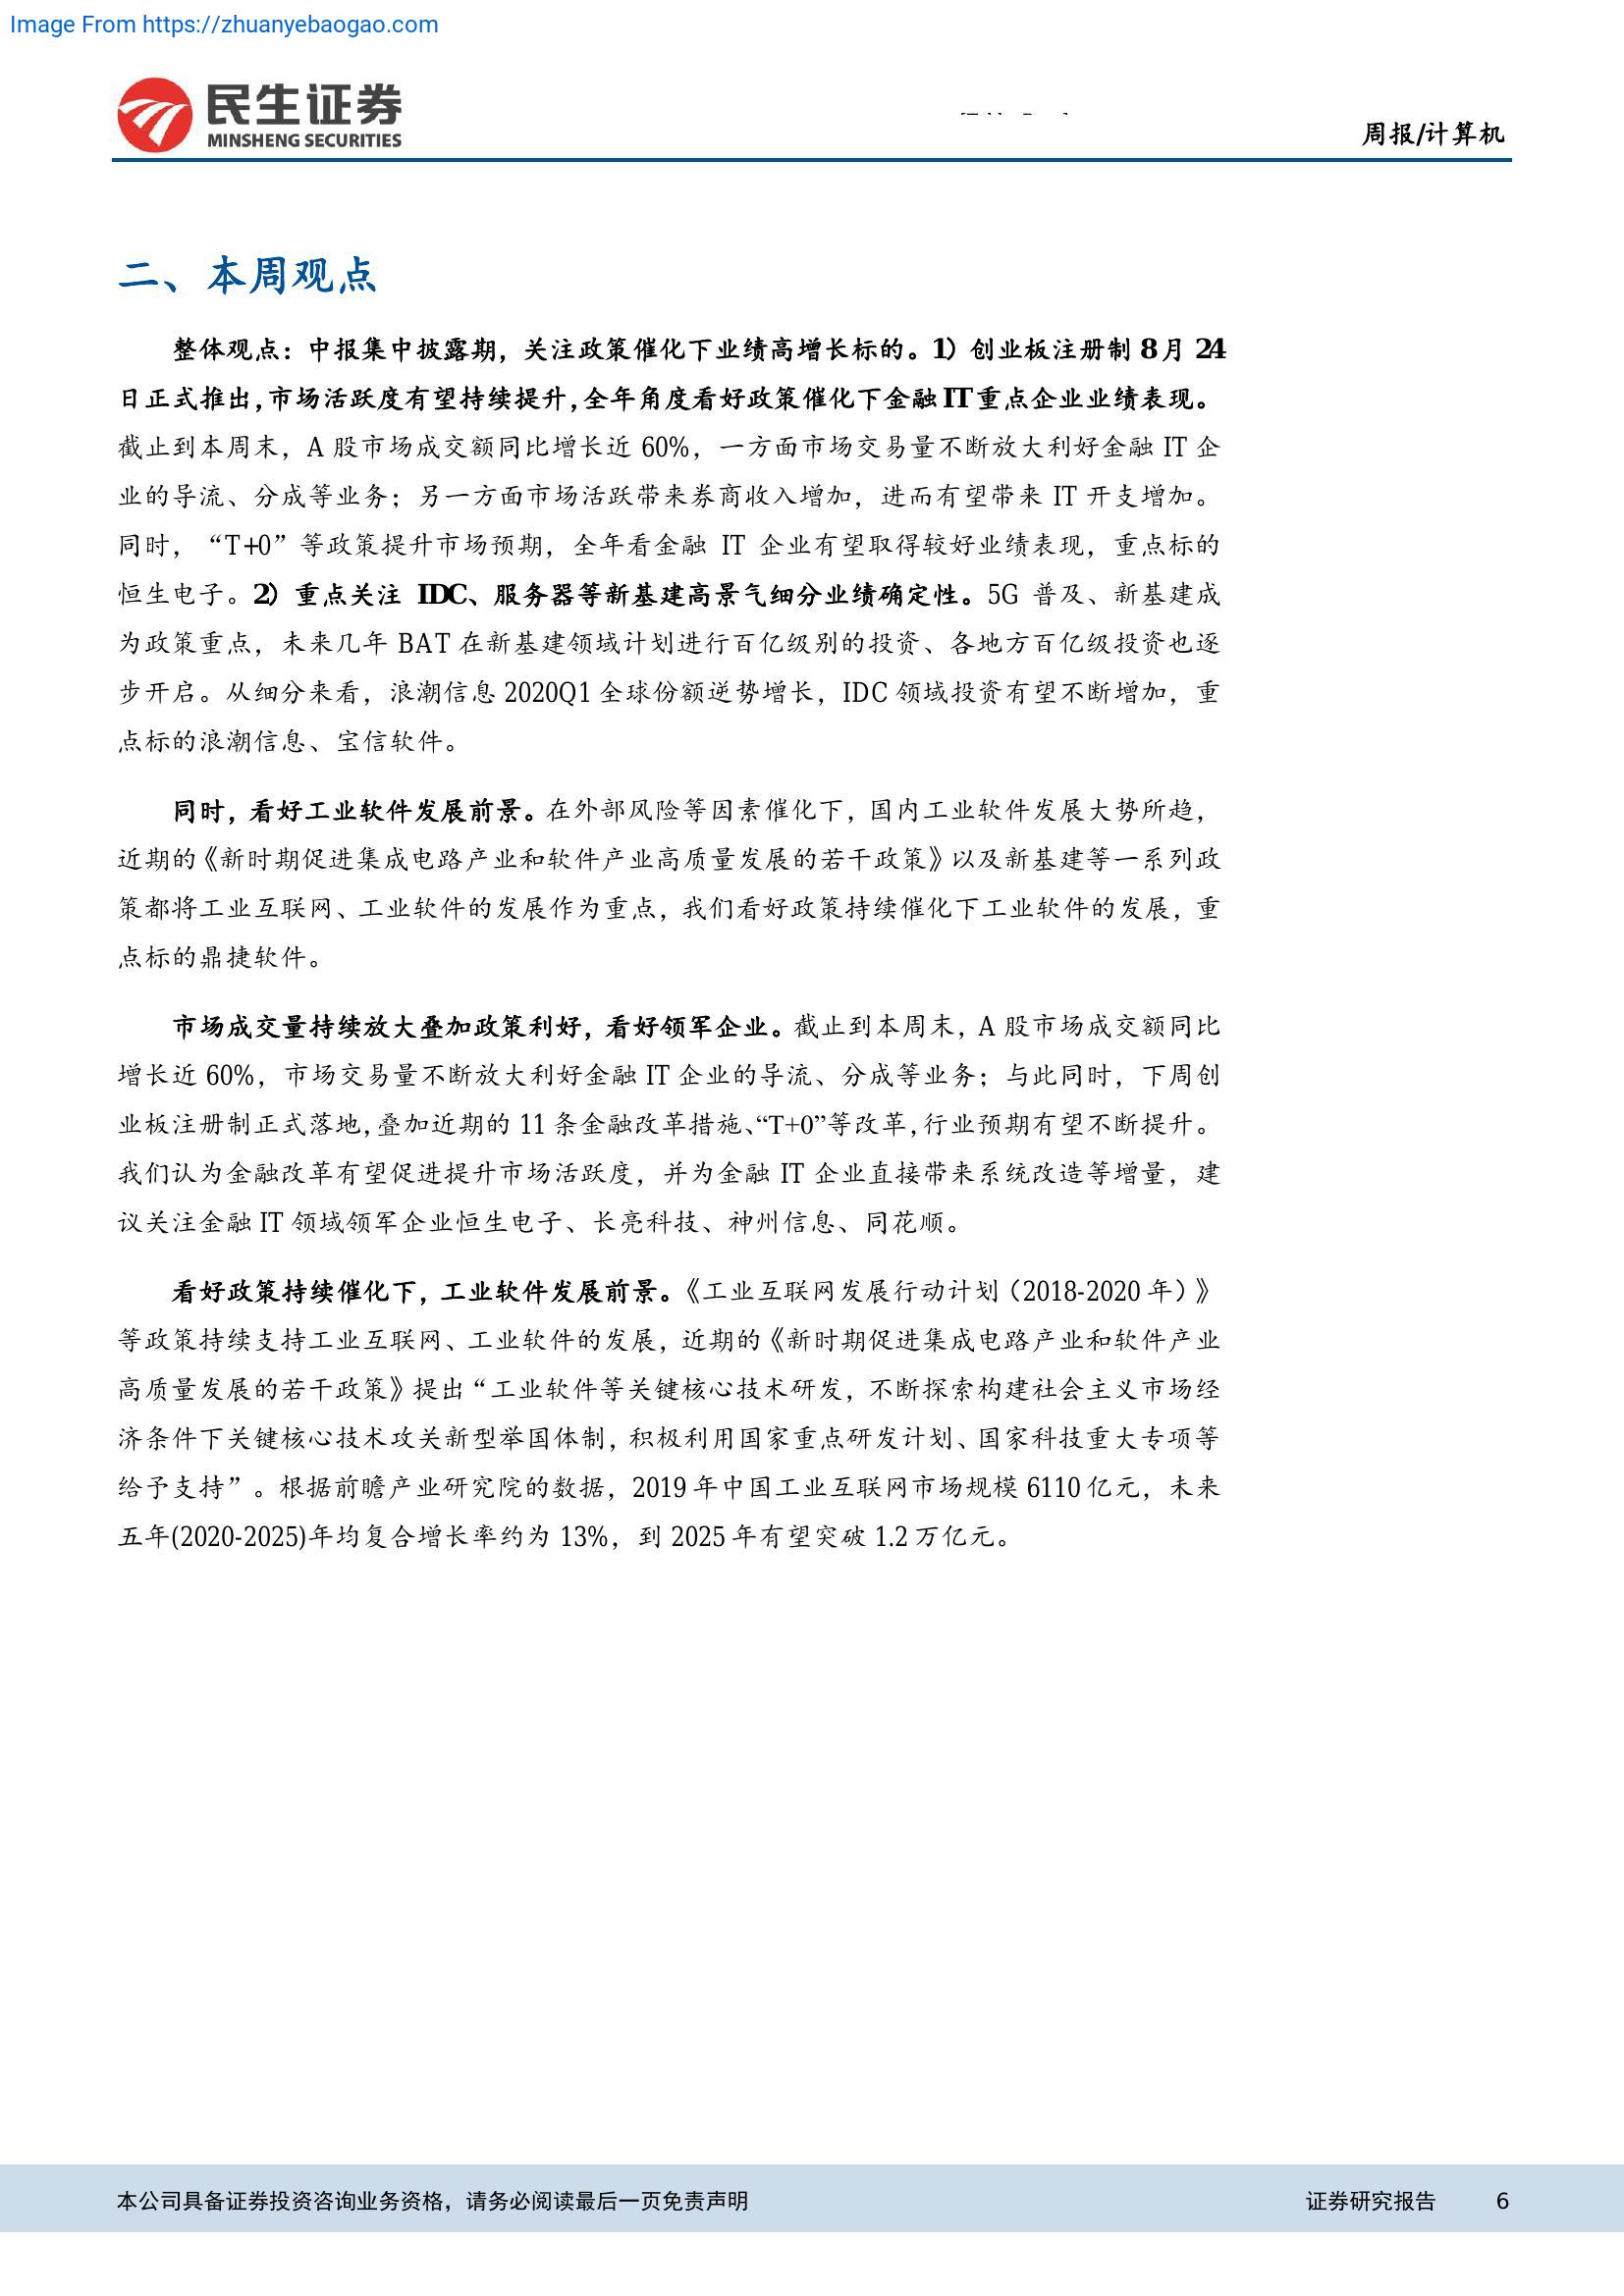 Image From https://zhuanyebaogao.com
民生证券
MINSHENG SECURITIES
周报/计算机
二、本周观点
整体观点：中报集中披露期，关注政策催化下业绩高增长标的。1）创业板注册制 8 月 24
日正式推出，市场活跃度有望持续提升，全年角度看好政策催化下金融 IT 重点企业业绩表现。
截止到本周末，A 股市场成交额同比增长近 60%，一方面市场交易量不断放大利好金融 IT 企
业的导流、分成等业务；另一方面市场活跃带来券商收入增加，进而有望带来 IT 开支增加。
同时，“T+0”等政策提升市场预期，全年看金融 IT 企业有望取得较好业绩表现，重点标的
恒生电子。2）重点关注 IDC、服务器等新基建高景气细分业绩确定性。5G 普及、新基建成
为政策重点，未来几年 BAT 在新基建领域计划进行百亿级别的投资、各地方百亿级投资也逐
步开启。从细分来看，浪潮信息 2020Q1 全球份额逆势增长，IDC 领域投资有望不断增加，重
点标的浪潮信息、宝信软件。
同时，看好工业软件发展前景。在外部风险等因素催化下，国内工业软件发展大势所趋，
近期的《新时期促进集成电路产业和软件产业高质量发展的若干政策》以及新基建等一系列政
策都将工业互联网、工业软件的发展作为重点，我们看好政策持续催化下工业软件的发展，重
点标的鼎捷软件。
市场成交量持续放大叠加政策利好，看好领军企业。截止到本周末，A 股市场成交额同比
增长近 60%，市场交易量不断放大利好金融 IT 企业的导流、分成等业务；与此同时，下周创
业板注册制正式落地，叠加近期的 11 条金融改革措施、“T+0”等改革，行业预期有望不断提升。
我们认为金融改革有望促进提升市场活跃度，并为金融 IT 企业直接带来系统改造等增量，建
议关注金融 IT 领域领军企业恒生电子、长亮科技、神州信息、同花顺。
看好政策持续催化下，工业软件发展前景。《工业互联网发展行动计划（2018-2020 年）》
等政策持续支持工业互联网、工业软件的发展，近期的《新时期促进集成电路产业和软件产业
高质量发展的若干政策》提出“工业软件等关键核心技术研发，不断探索构建社会主义市场经
济条件下关键核心技术攻关新型举国体制，积极利用国家重点研发计划、国家科技重大专项等
给予支持”。根据前瞻产业研究院的数据，2019 年中国工业互联网市场规模 6110 亿元，未来
五年(2020-2025)年均复合增长率约为 13%，到 2025 年有望突破 1.2 万亿元。
本公司具备证券投资咨询业务资格，请务必阅读最后一页免责声明
证券研究报告 6